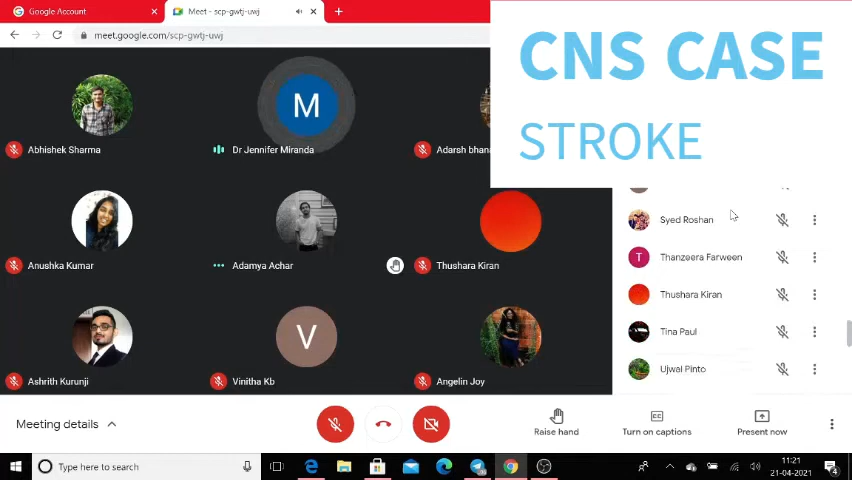 Google Account
Meet - scp-gwtj-uwj
meet.google.com/scp-gwtj-uwj
CNS CASE
STROKE
M
Abhishek Sharma
Dr Jennifer Miranda
Adarsh bhana
Anushka Kumar
Adamya Achar
Thushara Kiran
V
Ashrith Kurunji
Vinitha Kb
Angelin Joy
Syed Roshan
T
Thanzeera Farween
Thushara Kiran
Tina Paul
Ujwal Pinto
Meeting details
Raise hand
Turn on captions
Present now
Type here to search
11:21
21-04-2021
4